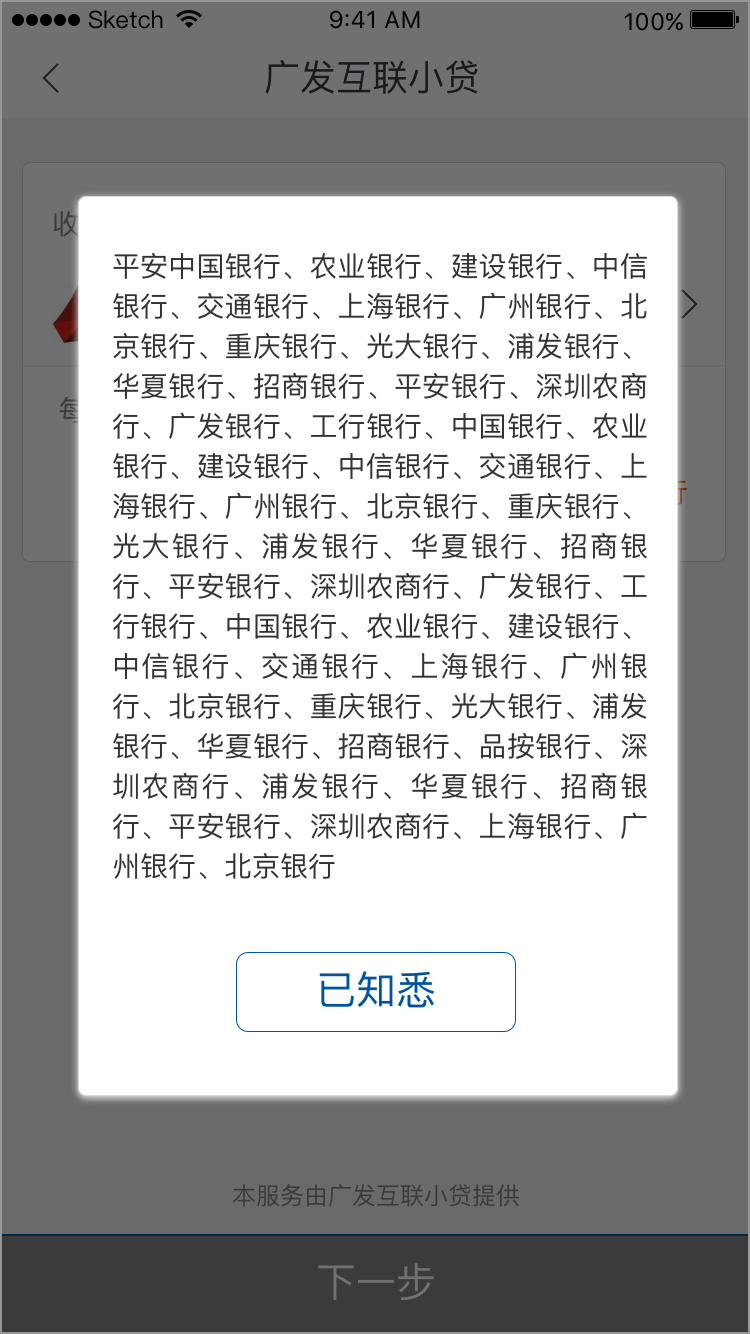 Sketch 9:41 AM 100%
广发互联小贷
收
平安中国银行、农业银行、建设银行、中信
银行、交通银行、上海银行、广州银行、北
京银行、重庆银行、光大银行、浦发银行、
华夏银行、招商银行、平安银行、深圳农商
行、广发银行、工行银行、中国银行、农业
银行、建设银行、中信银行、交通银行、上
海银行、广州银行、北京银行、重庆银行、
光大银行、浦发银行、华夏银行、招商银
行、平安银行、深圳农商行、广发银行、工
行银行、中国银行、农业银行、建设银行、
中信银行、交通银行、上海银行、广州银
行、北京银行、重庆银行、光大银行、浦发
银行、华夏银行、招商银行、品按银行、深
圳农商行、浦发银行、华夏银行、招商银
行、平安银行、深圳农商行、上海银行、广
州银行、北京银行
每
已知悉
本服务由广发互联小贷提供
下一步